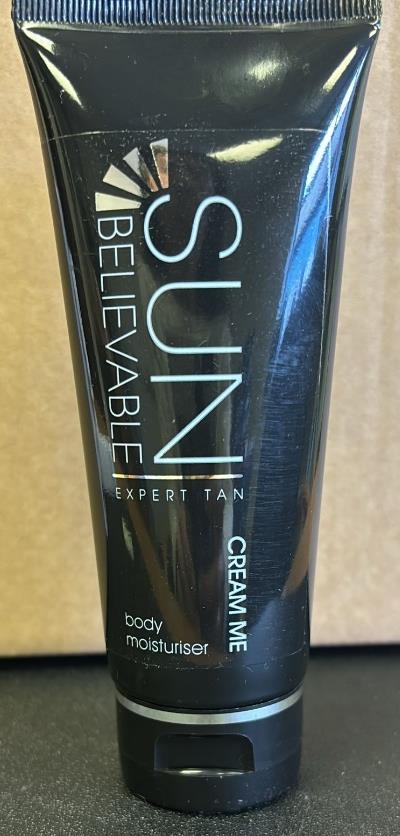 SUN
BELIEVABLE
EXPERT TAN
CREAM ME
body
moisturiser